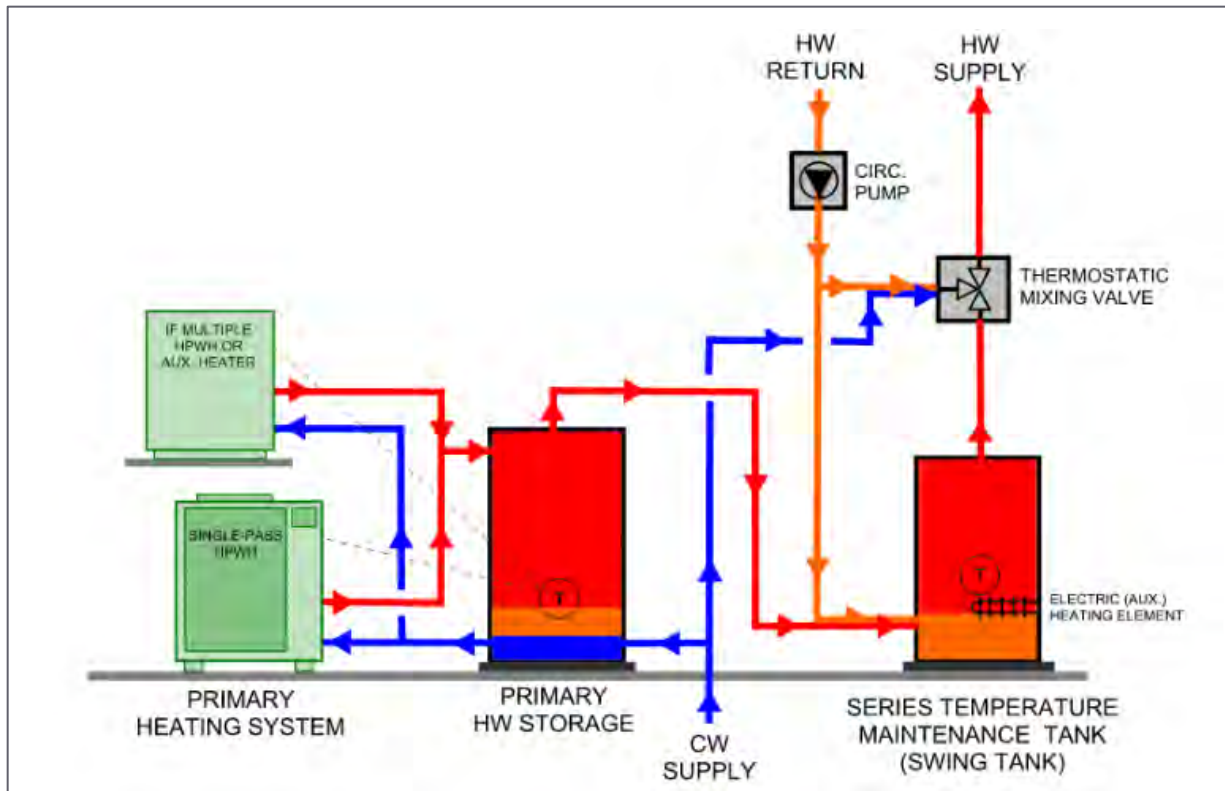 HW
RETURN
HW
SUPPLY
CIRC.
PUMP
THERMOSTATIC
MIXING VALVE
IF MULTIPLE
HPWH OR
AUX. HEATER
SINGLE-PASS
HPWH
T
T
ELECTRIC (AUX.)
HEATING ELEMENT
PRIMARY
HEATING SYSTEM
PRIMARY
HW STORAGE
CW
SUPPLY
SERIES TEMPERATURE
MAINTENANCE TANK
(SWING TANK)